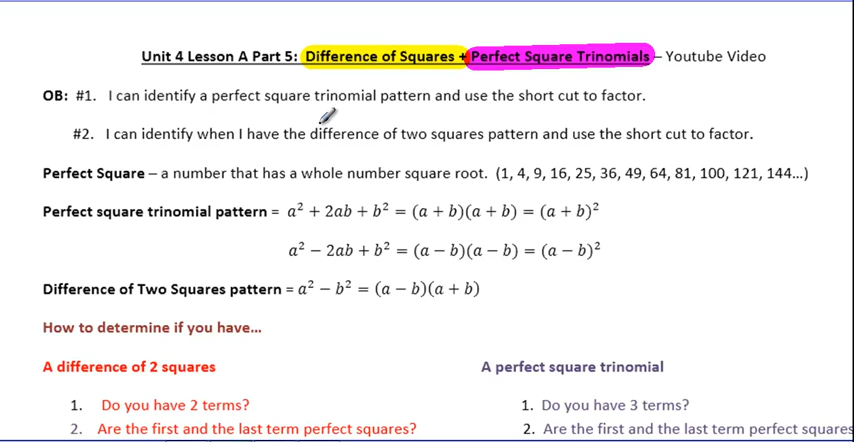 Unit 4 Lesson A Part 5: Difference of Squares + Perfect Square Trinomials – Youtube Video
OB: #1. I can identify a perfect square trinomial pattern and use the short cut to factor.
#2. I can identify when I have the difference of two squares pattern and use the short cut to factor.
Perfect Square – a number that has a whole number square root. (1, 4, 9, 16, 25, 36, 49, 64, 81, 100, 121, 144…)
Perfect square trinomial pattern = a² + 2ab + b² = (a + b)(a + b) = (a + b)²
a² − 2ab + b² = (a − b)(a − b) = (a − b)²
Difference of Two Squares pattern = a² − b² = (a − b)(a + b)
How to determine if you have…
A difference of 2 squares A perfect square trinomial
1. Do you have 2 terms? 1. Do you have 3 terms?
2. Are the first and the last term perfect squares? 2. Are the first and the last term perfect squares